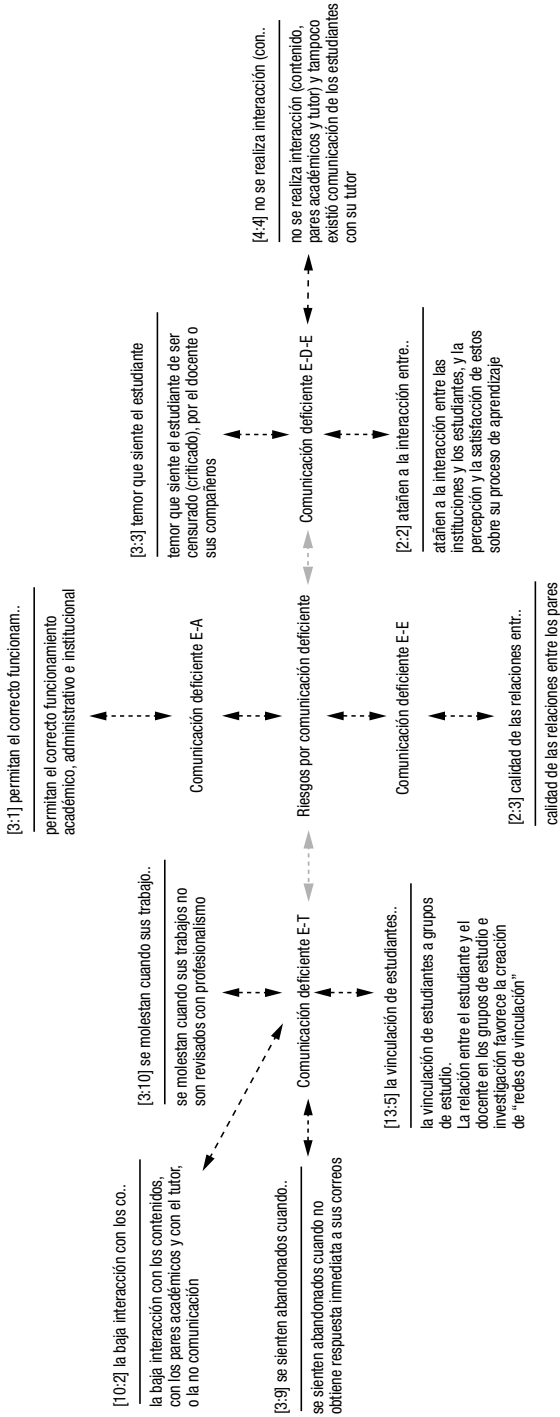 [10:2] la baja interacción con los co..
la baja interacción con los contenidos,
con los pares académicos y con el tutor,
o la no comunicación
[3:10] se molestan cuando sus trabajo..
se molestan cuando sus trabajos no
son revisados con profesionalismo
[3:1] permitan el correcto funcionam..
permitan el correcto funcionamiento
académico, administrativo e institucional
[3:3] temor que siente el estudiante
temor que siente el estudiante de ser
censurado (criticado), por el docente o
sus compañeros
[4:4] no se realiza interacción (con..
no se realiza interacción (contenido,
pares académicos y tutor) y tampoco
existió comunicación de los estudiantes
con su tutor
Comunicación deficiente E-A
[3:9] se sienten abandonados cuando..
se sienten abandonados cuando no
obtiene respuesta inmediata a sus correos
Comunicación deficiente E-T
Riesgos por comunicación deficiente
Comunicación deficiente E-D-E
Comunicación deficiente E-E
[13:5] la vinculación de estudiantes..
la vinculación de estudiantes a grupos
de estudio.
La relación entre el estudiante y el
docente en los grupos de estudio e
investigación favorece la creación
de “redes de vinculación”
[2:3] calidad de las relaciones entr..
calidad de las relaciones entre los pares
[2:2] atañen a la interacción entre..
atañen a la interacción entre las
instituciones y los estudiantes, y la
percepción y la satisfacción de estos
sobre su proceso de aprendizaje